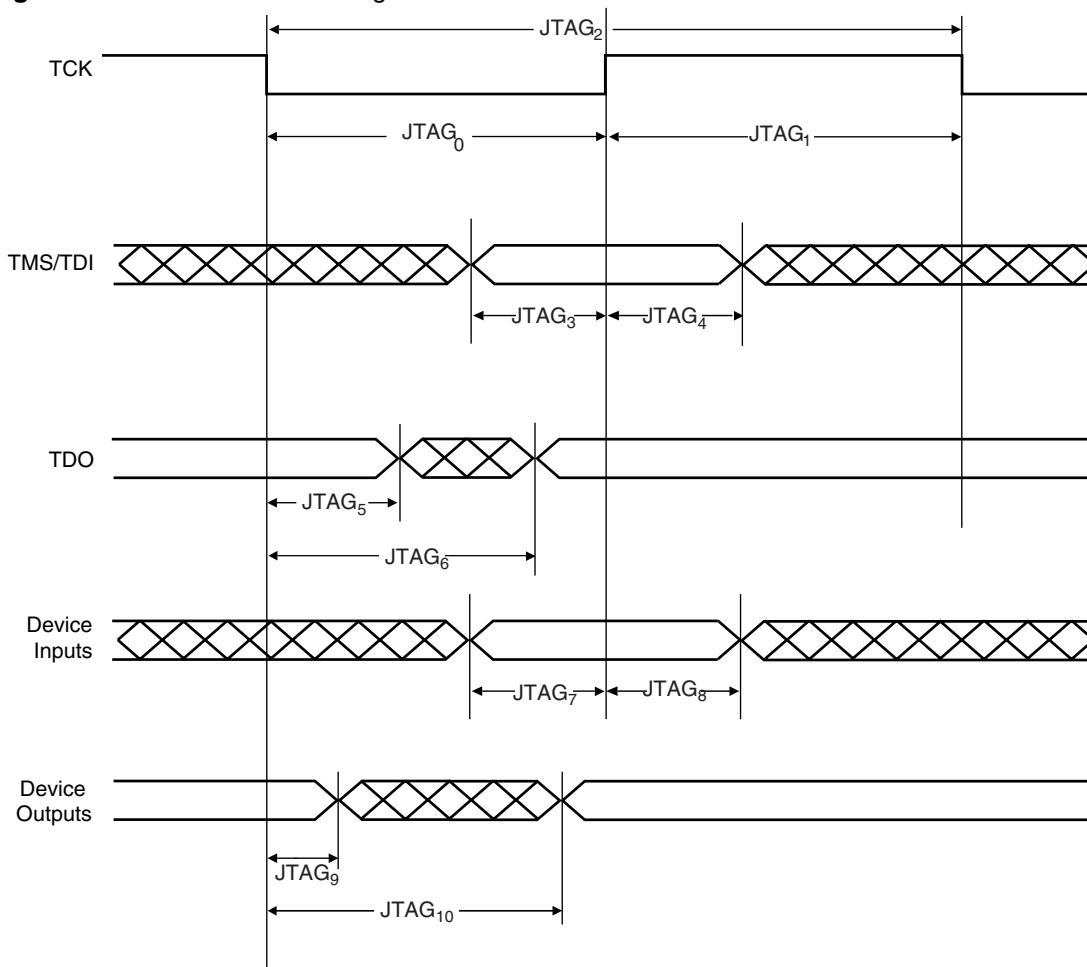 JTAG₂
TCK
JTAG₀
JTAG₁
TMS/TDI
JTAG₃
JTAG₄
TDO
JTAG₅
JTAG₆
Device
Inputs
JTAG₇
JTAG₈
Device
Outputs
JTAG₉
JTAG₁₀